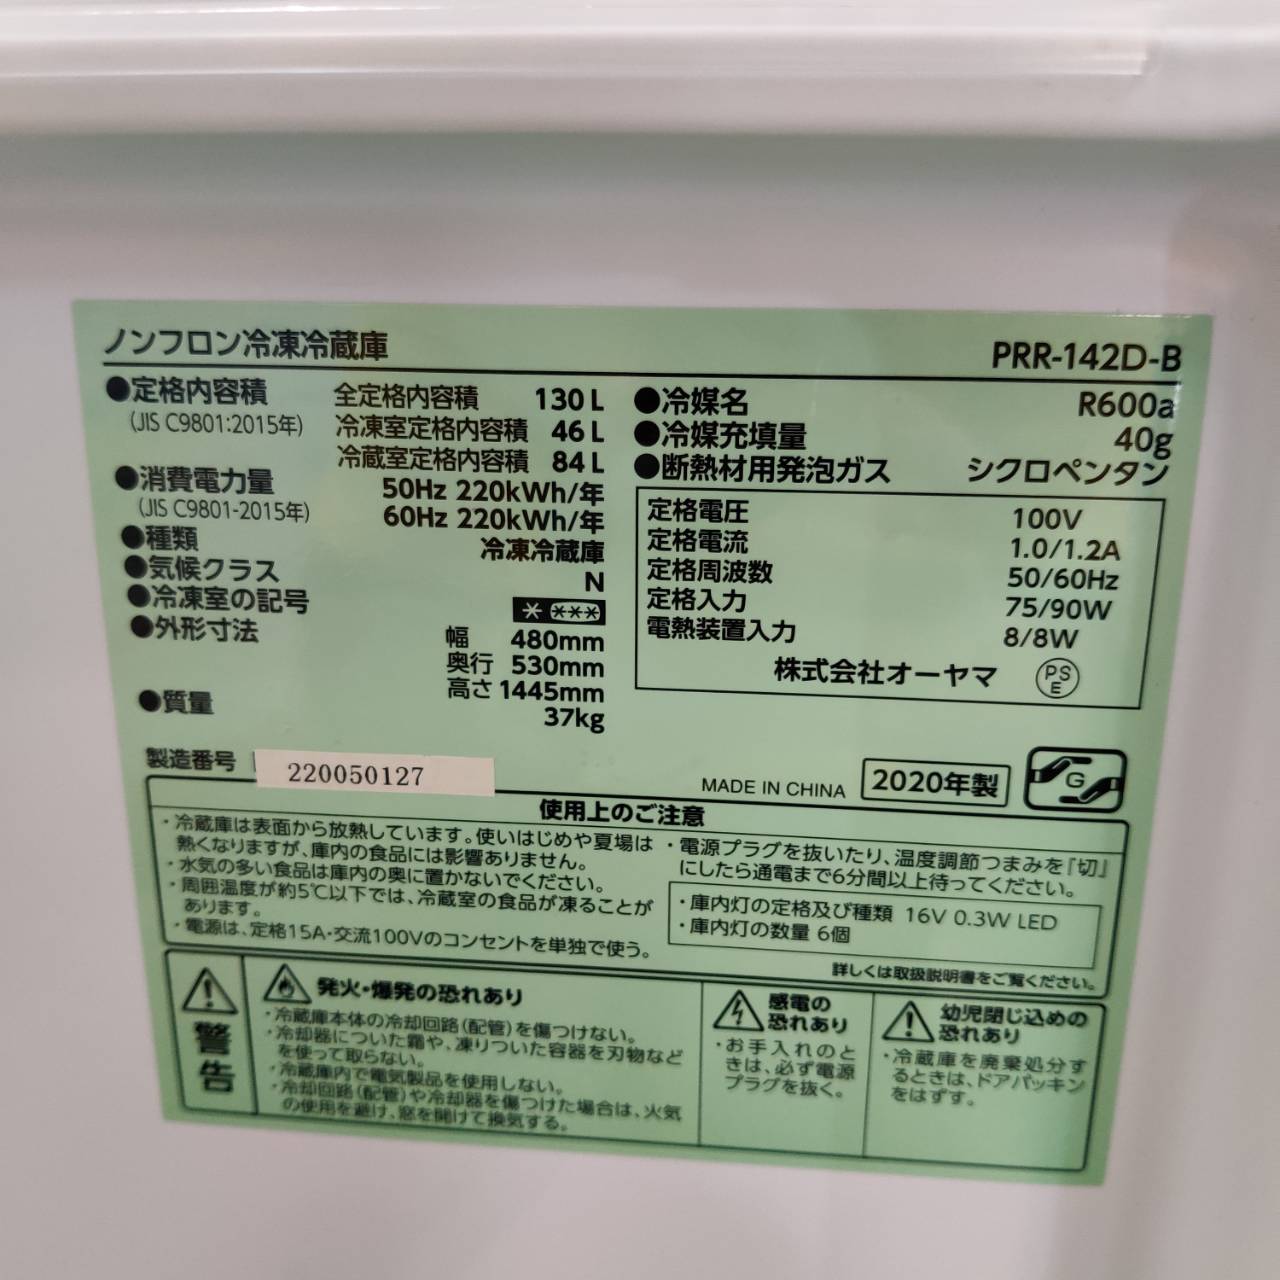 ノンフロン冷凍冷蔵庫 PRR-142D-B
●定格内容積 全定格内容積 130 L
(JIS C9801:2015年) 冷凍室定格内容積 46 L
冷蔵室定格内容積 84 L
●消費電力量 50Hz 220kWh/年
(JIS C9801-2015年) 60Hz 220kWh/年
●種類 冷凍冷蔵庫
●気候クラス N
●冷凍室の記号 * ***
●外形寸法 幅 480mm
奥行 530mm
高さ 1445mm
●質量 37kg
●冷媒名 R600a
●冷媒充填量 40g
●断熱材用発泡ガス シクロペンタン
定格電圧 100V
定格電流 1.0/1.2A
定格周波数 50/60Hz
定格入力 75/90W
電熱装置入力 8/8W
株式会社オーヤマ PS E
製造番号 220050127
MADE IN CHINA 2020年製 G
使用上のご注意
・冷蔵庫は表面から放熱しています。使いはじめや夏場は
熱くなりますが、庫内の食品には影響ありません。
・水気の多い食品は庫内の奥に置かないでください。
・周囲温度が約5℃以下では、冷蔵室の食品が凍ることが
あります。
・電源は、定格15A・交流100Vのコンセントを単独で使う。
・電源プラグを抜いたり、温度調節つまみを「切」
にしたら通電まで6分間以上待ってください。
・庫内灯の定格及び種類 16V 0.3W LED
・庫内灯の数量 6個
詳しくは取扱説明書をご覧ください。
警告
発火・爆発の恐れあり
・冷蔵庫本体の冷却回路(配管)を傷つけない。
・冷却器についた霜や、凍りついた容器を刃物など
を使って取らない。
・冷蔵庫内で電気製品を使用しない。
・冷却回路(配管)や冷却器を傷つけた場合は、火気
の使用を避け、窓を開けて換気する。
感電の
恐れあり
・お手入れのと
きは、必ず電源
プラグを抜く。
幼児閉じ込めの
恐れあり
・冷蔵庫を廃棄処分す
るときは、ドアパッキン
をはずす。